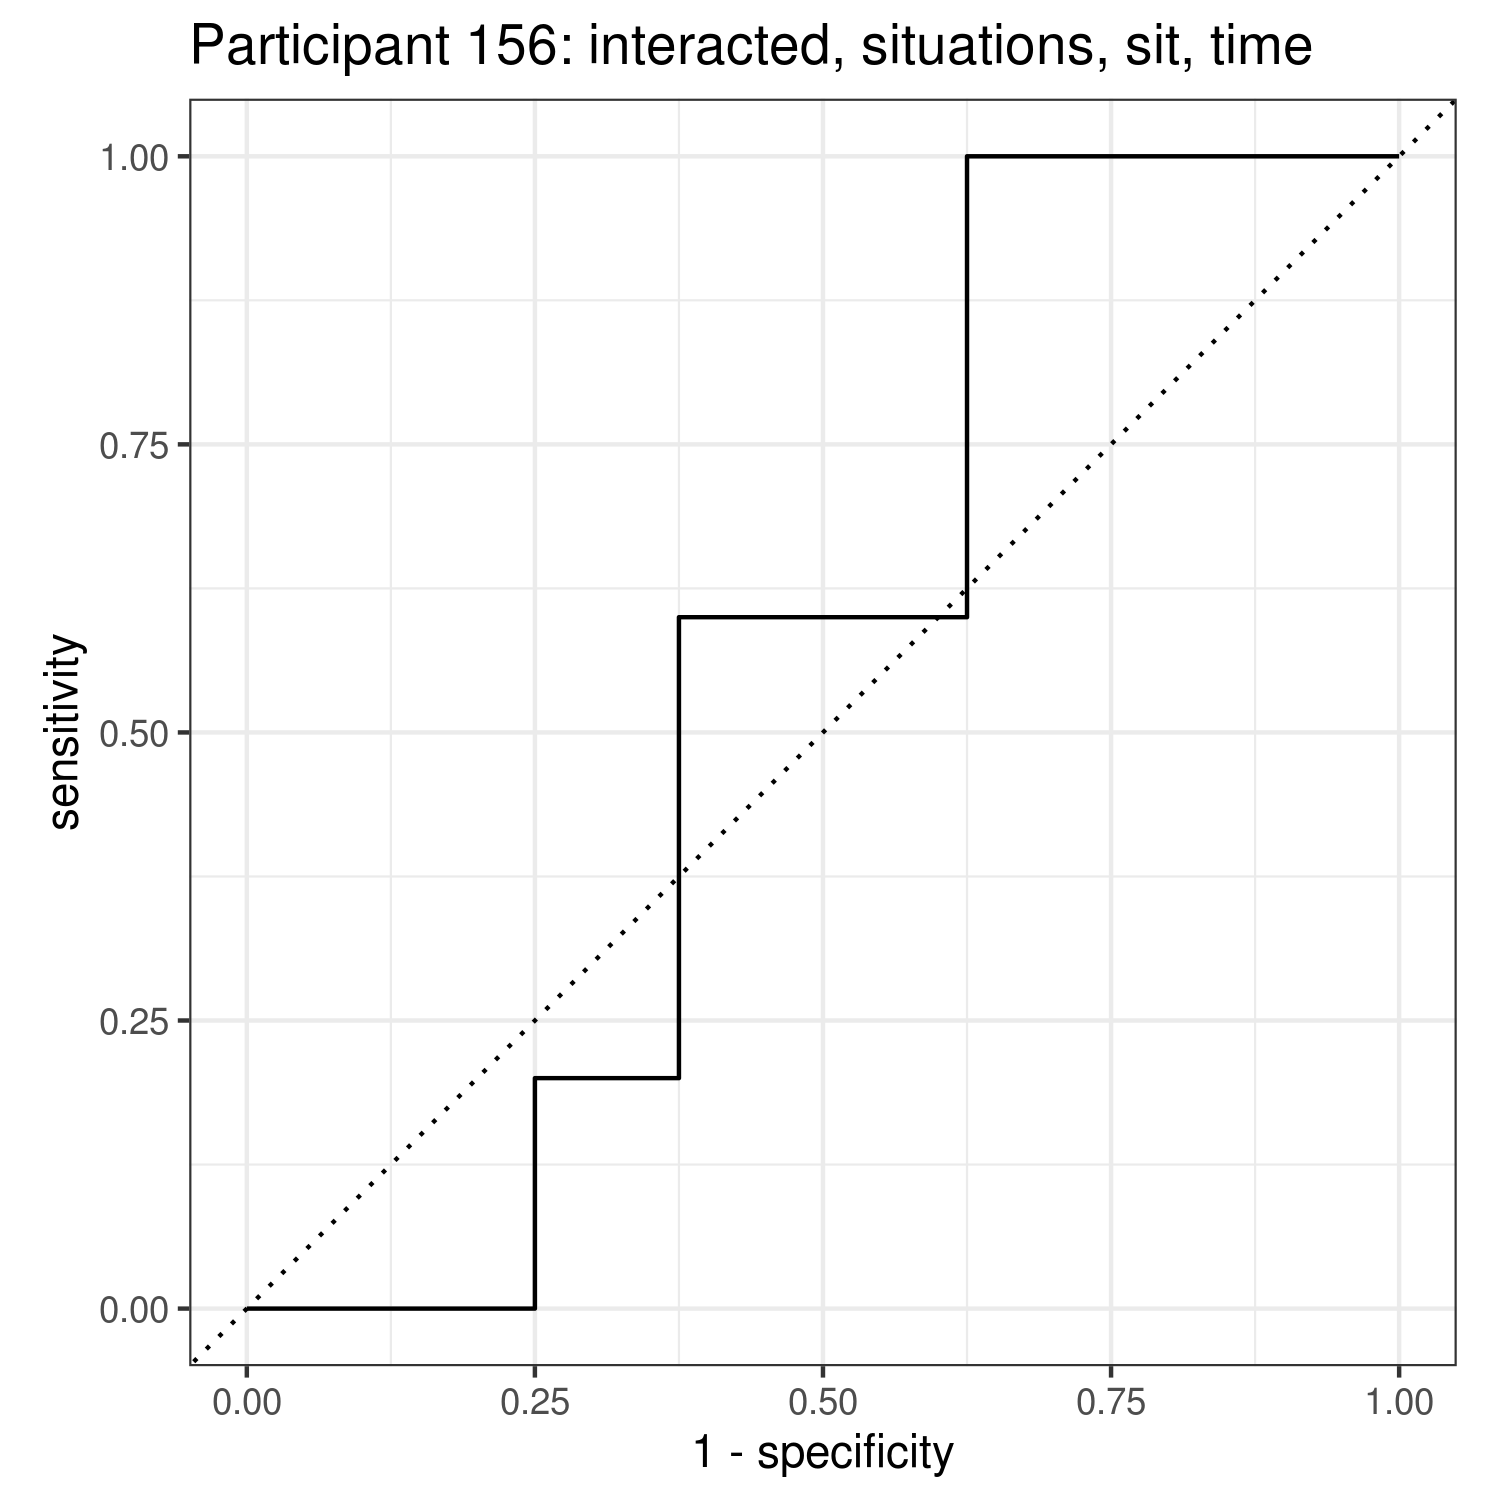 Participant 156: interacted, situations, sit, time
1.00
0.75
0.50
0.25
0.00
sensitivity
0.00 0.25 0.50 0.75 1.00
1 - specificity